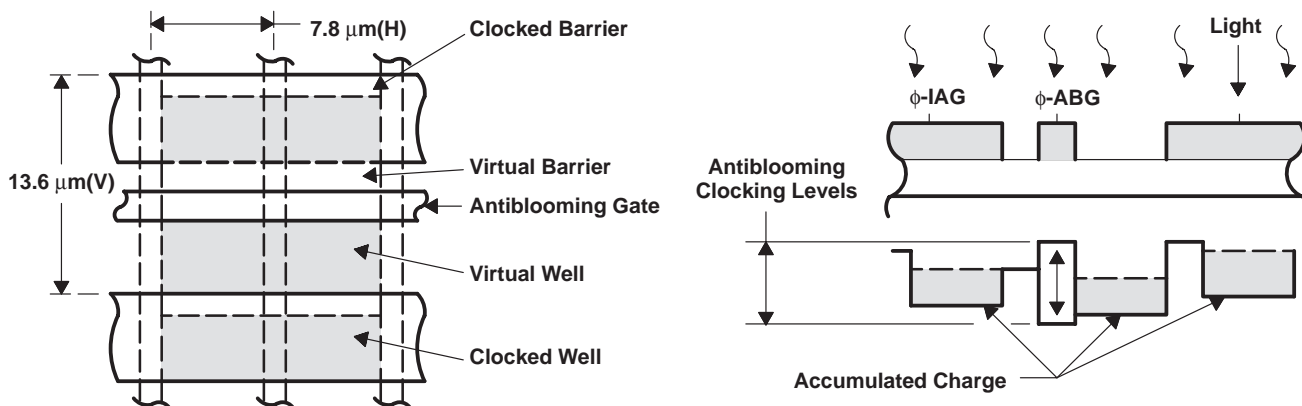 7.8 μm(H)
Clocked Barrier
13.6 μm(V)
Virtual Barrier
Antiblooming Gate
Virtual Well
Clocked Well
Light
ϕ-IAG
ϕ-ABG
Antiblooming
Clocking Levels
Accumulated Charge